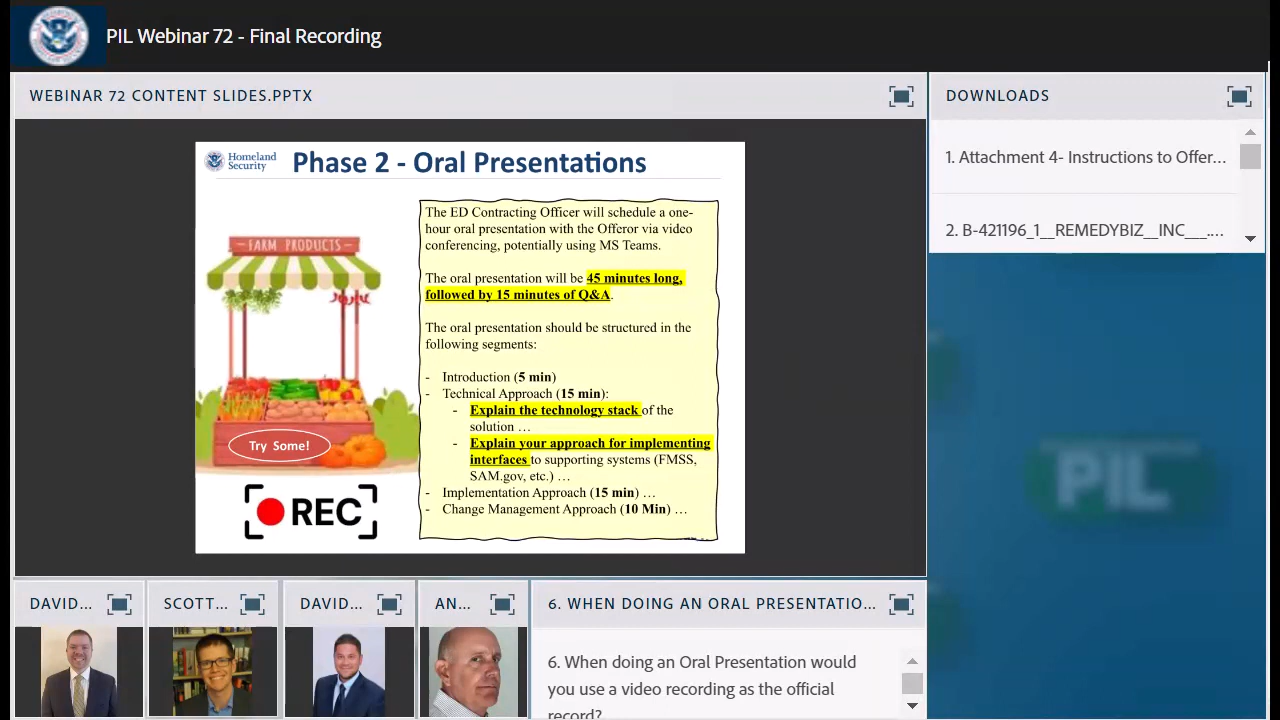 PIL Webinar 72 - Final Recording
WEBINAR 72 CONTENT SLIDES.PPTX
Homeland
Security
Phase 2 - Oral Presentations
FARM PRODUCTS
Try Some!
REC
The ED Contracting Officer will schedule a one-
hour oral presentation with the Offeror via video
conferencing, potentially using MS Teams.
The oral presentation will be 45 minutes long,
followed by 15 minutes of Q&A.
The oral presentation should be structured in the
following segments:
- Introduction (5 min)
- Technical Approach (15 min):
- Explain the technology stack of the
solution …
- Explain your approach for implementing
interfaces to supporting systems (FMSS,
SAM.gov, etc.) …
- Implementation Approach (15 min) …
- Change Management Approach (10 Min) …
DOWNLOADS
1. Attachment 4- Instructions to Offer...
2. B-421196_1__REMEDYBIZ__INC___....
PIL
DAVID...
SCOTT...
DAVID...
AN...
6. WHEN DOING AN ORAL PRESENTATIO...
6. When doing an Oral Presentation would
you use a video recording as the official
record?